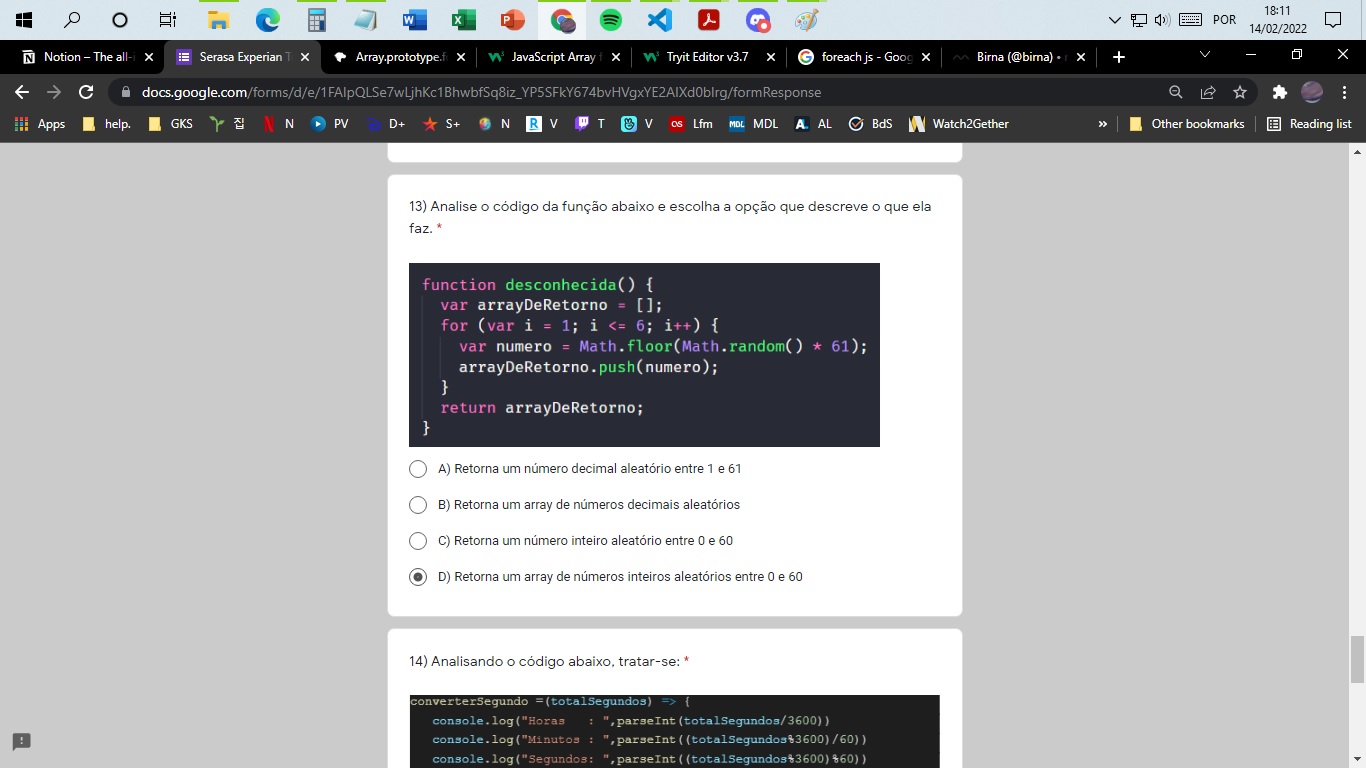 18:11
POR
14/02/2022
Notion – The all-
Serasa Experian
Array.prototype.f
JavaScript Array
Tryit Editor v3.7
foreach js - Goog
Birna (@birna) •
docs.google.com/forms/d/e/1FAIpQLSe7wLjhKc1BhwbfSq8iz_YP5SFkY674bvHVgxYE2AIXd0bIrg/formResponse
Apps help. GKS 집 N PV D+ S+ N V T V Lfm MDL AL BdS Watch2Gether » Other bookmarks Reading list
13) Analise o código da função abaixo e escolha a opção que descreve o que ela
faz. *
function desconhecida() {
var arrayDeRetorno = [];
for (var i = 1; i <= 6; i++) {
var numero = Math.floor(Math.random() * 61);
arrayDeRetorno.push(numero);
}
return arrayDeRetorno;
}
A) Retorna um número decimal aleatório entre 1 e 61
B) Retorna um array de números decimais aleatórios
C) Retorna um número inteiro aleatório entre 0 e 60
D) Retorna um array de números inteiros aleatórios entre 0 e 60
14) Analisando o código abaixo, tratar-se: *
converterSegundo =(totalSegundos) => {
console.log("Horas : ",parseInt(totalSegundos/3600))
console.log("Minutos : ",parseInt((totalSegundos%3600)/60))
console.log("Segundos: ",parseInt((totalSegundos%3600)%60))